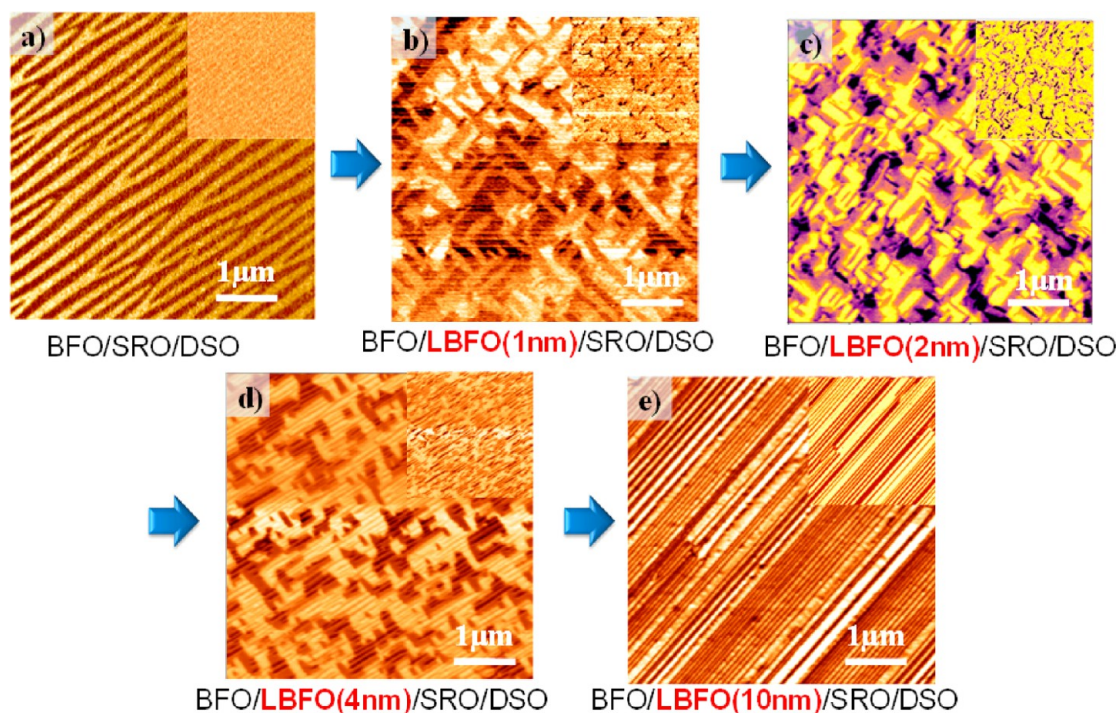 a)
1μm
BFO/SRO/DSO
b)
1μm
BFO/LBFO(1nm)/SRO/DSO
c)
1μm
BFO/LBFO(2nm)/SRO/DSO
d)
1μm
BFO/LBFO(4nm)/SRO/DSO
e)
1μm
BFO/LBFO(10nm)/SRO/DSO